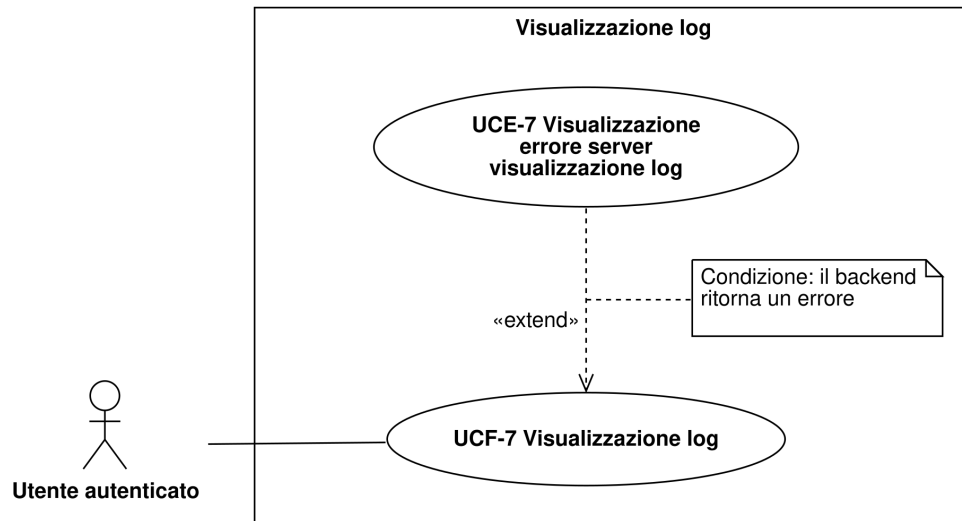 Visualizzazione log
UCE-7 Visualizzazione
errore server
visualizzazione log
Condizione: il backend
ritorna un errore
«extend»
UCF-7 Visualizzazione log
Utente autenticato